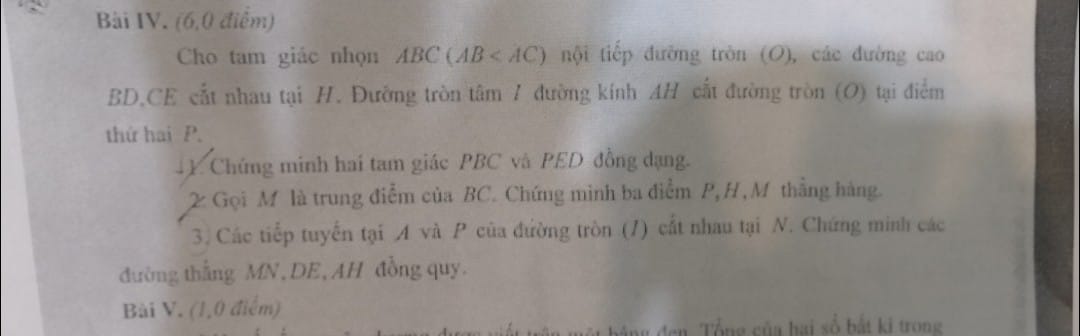 Bài IV. (6,0 điểm)
Cho tam giác nhọn ABC (AB < AC) nội tiếp đường tròn (O), các đường cao
BD,CE cắt nhau tại H. Đường tròn tâm I đường kính AH cắt đường tròn (O) tại điểm
thứ hai P.
1) Chứng minh hai tam giác PBC và PED đồng dạng.
2. Gọi M là trung điểm của BC. Chứng minh ba điểm P,H,M thẳng hàng.
3) Các tiếp tuyến tại A và P của đường tròn (I) cắt nhau tại N. Chứng minh các
đường thẳng MN,DE,AH đồng quy.
Bài V. (1,0 điểm)
được viết trên một bảng đen. Tổng của hai số bất kì trong